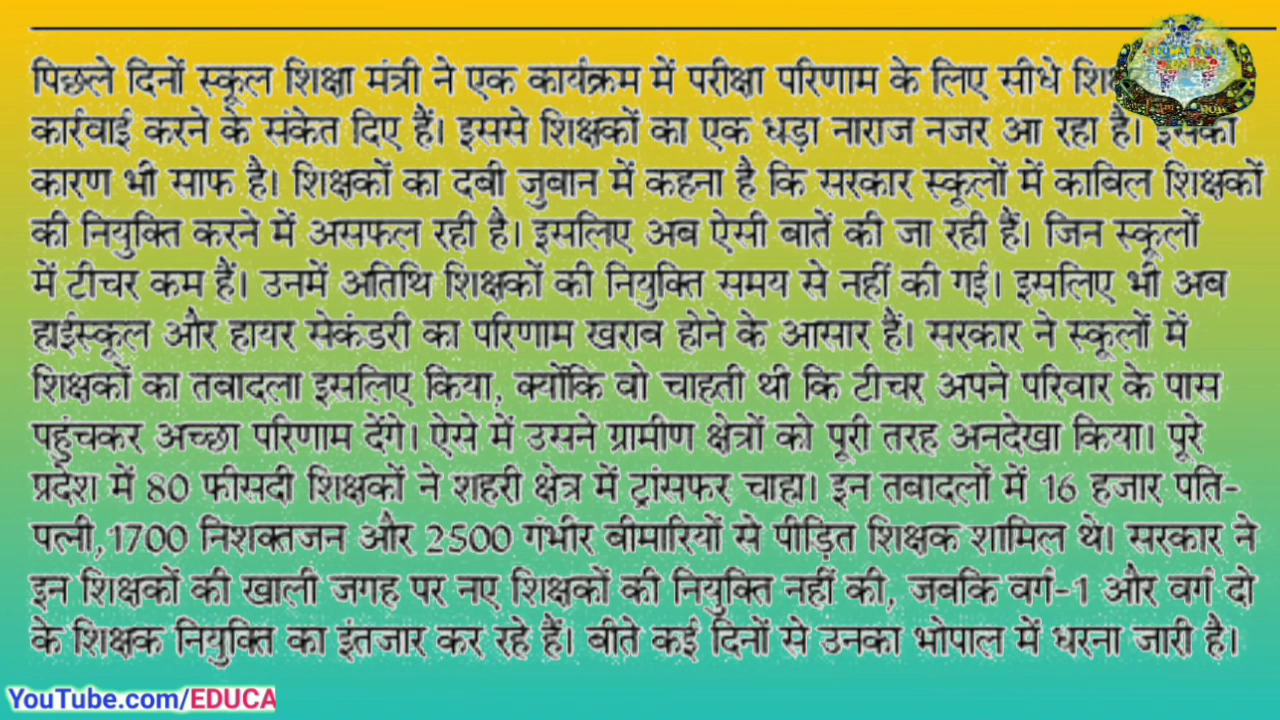 पिछले दिनों स्कूल शिक्षा मंत्री ने एक कार्यक्रम में परीक्षा परिणाम के लिए सीधे
कार्रवाई करने के संकेत दिए हैं। इससे शिक्षकों का एक धड़ा नाराज नजर आ रहा है। इसका
कारण भी साफ है। शिक्षकों का दबी जुबान में कहना है कि सरकार स्कूलों में काबिल शिक्षकों
की नियुक्ति करने में असफल रही है। इसलिए अब ऐसी बातें की जा रही हैं। जिन स्कूलों
में टीचर कम हैं। उनमें अतिथि शिक्षकों की नियुक्ति समय से नहीं की गई। इसलिए भी अब
हाईस्कूल और हायर सेकंडरी का परिणाम खराब होने के आसार हैं। सरकार ने स्कूलों में
शिक्षकों का तबादला इसलिए किया, क्योंकि वो चाहती थी कि टीचर अपने परिवार के पास
पहुंचकर अच्छा परिणाम देंगे। ऐसे में उसने ग्रामीण क्षेत्रों को पूरी तरह अनदेखा किया। पूरे
प्रदेश में 80 फीसदी शिक्षकों ने शहरी क्षेत्र में ट्रांसफर चाहा। इन तबादलों में 16 हजार पति-
पत्नी,1700 निशक्तजन और 2500 गंभीर बीमारियों से पीड़ित शिक्षक शामिल थे। सरकार ने
इन शिक्षकों की खाली जगह पर नए शिक्षकों की नियुक्ति नहीं की, जबकि वर्ग-1 और वर्ग दो
के शिक्षक नियुक्ति का इंतजार कर रहे हैं। बीते कई दिनों से उनका भोपाल में धरना जारी है।
YouTube.com/EDUCA